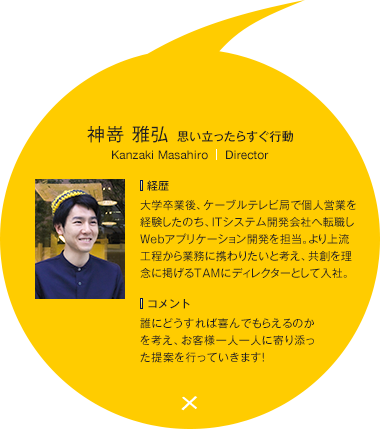 神嵜 雅弘 思い立ったらすぐ行動
Kanzaki Masahiro | Director
経歴
大学卒業後、ケーブルテレビ局で個人営業を
経験したのち、ITシステム開発会社へ転職し
Webアプリケーション開発を担当。より上流
工程から業務に携わりたいと考え、共創を理
念に掲げるTAMにディレクターとして入社。
コメント
誰にどうすれば喜んでもらえるのか
を考え、お客様一人一人に寄り添っ
た提案を行っていきます!